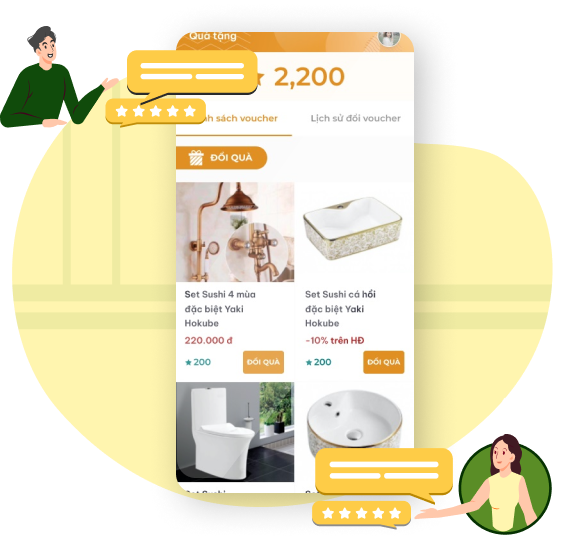 Quà tặng
2,200
nh sách voucher
Lịch sử đổi voucher
ĐỔI QUÀ
Set Sushi 4 mùa
đặc biệt Yaki
Hokube
220.000 đ
200
ĐỔI QUÀ
Set Sushi cá hồi
đặc biệt Yaki
Hokube
-10% trên HĐ
200
ĐỔI QUÀ